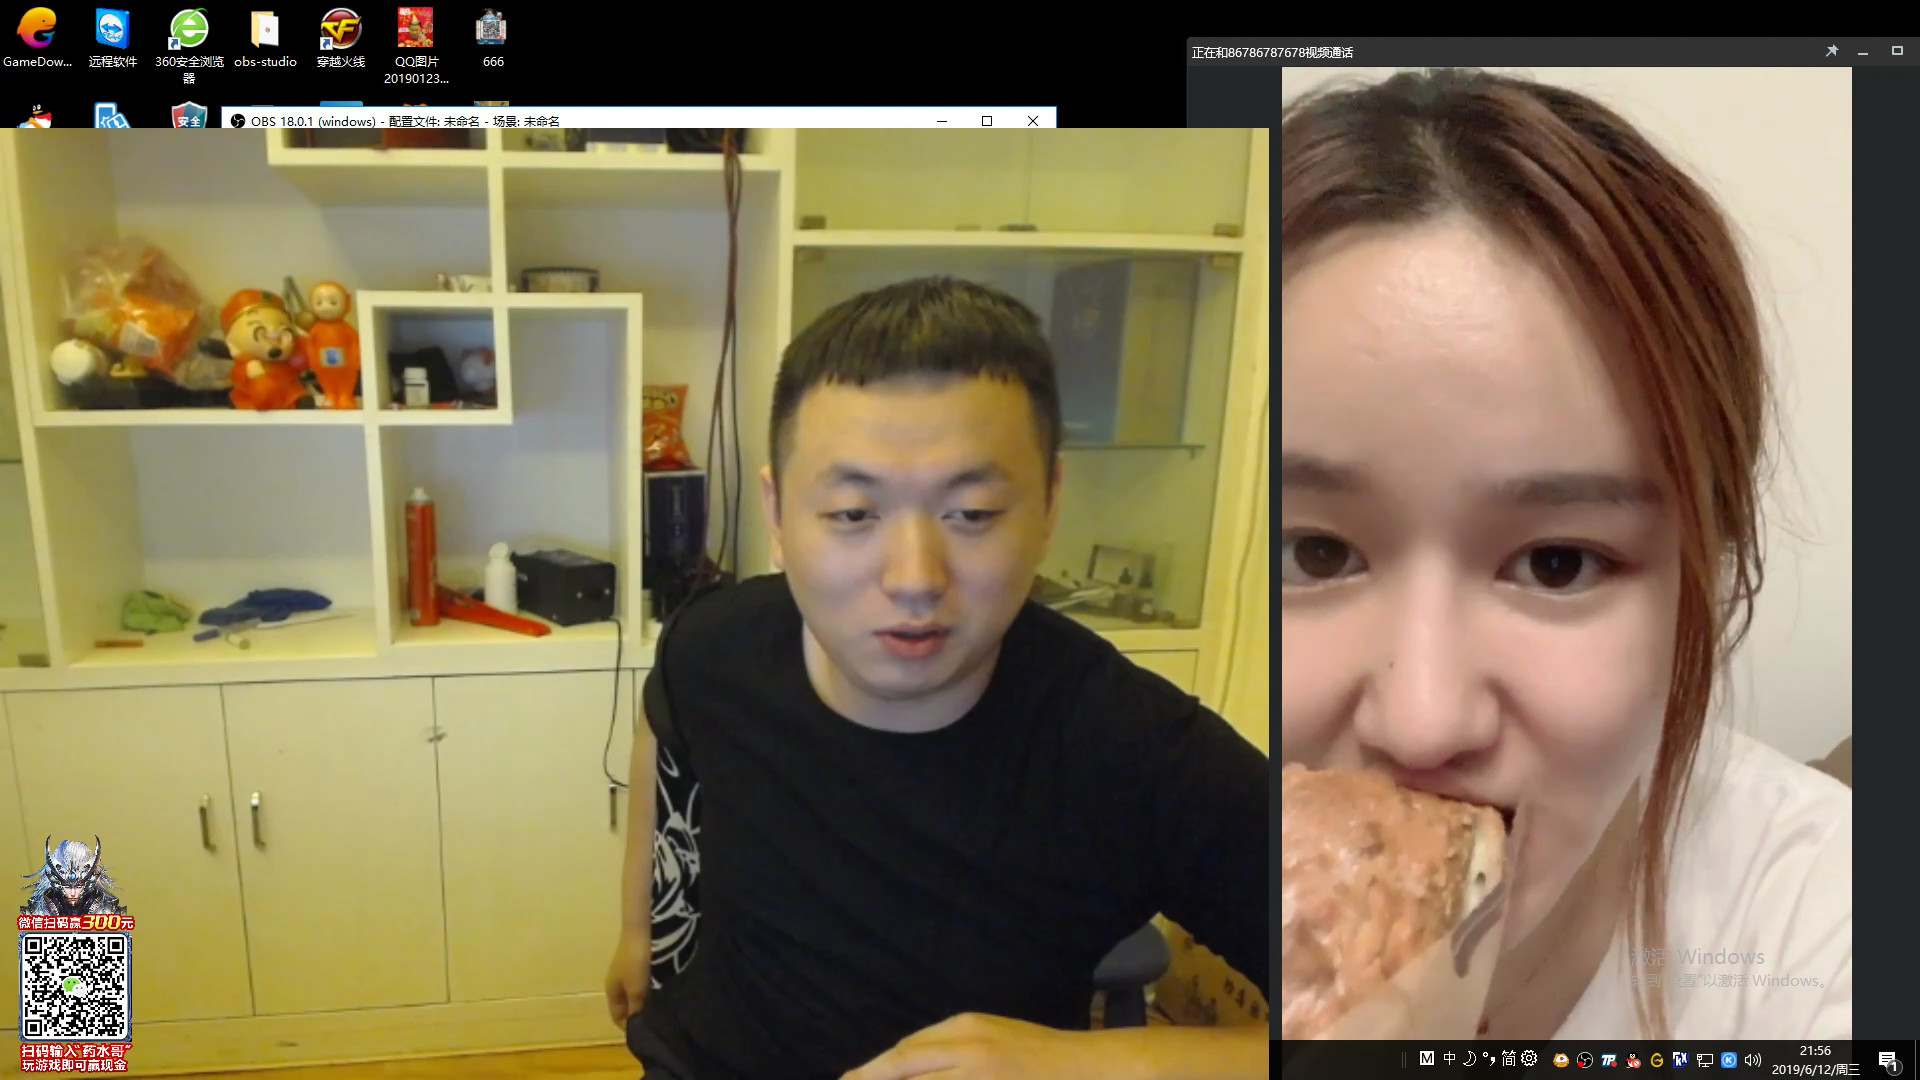 GameDow...
远程软件
360安全浏览
器
obs-studio
穿越火线
QQ图片
20190123...
666
正在和86786787678视频通话
安全
OBS 18.0.1 (windows) - 配置文件: 未命名 - 场景: 未命名
微信扫码赢300元
扫码输入“药水哥”
玩游戏即可赢现金
激活 Windows
以激活 Windows。
M 中 简
21:56
2019/6/12/周三
1